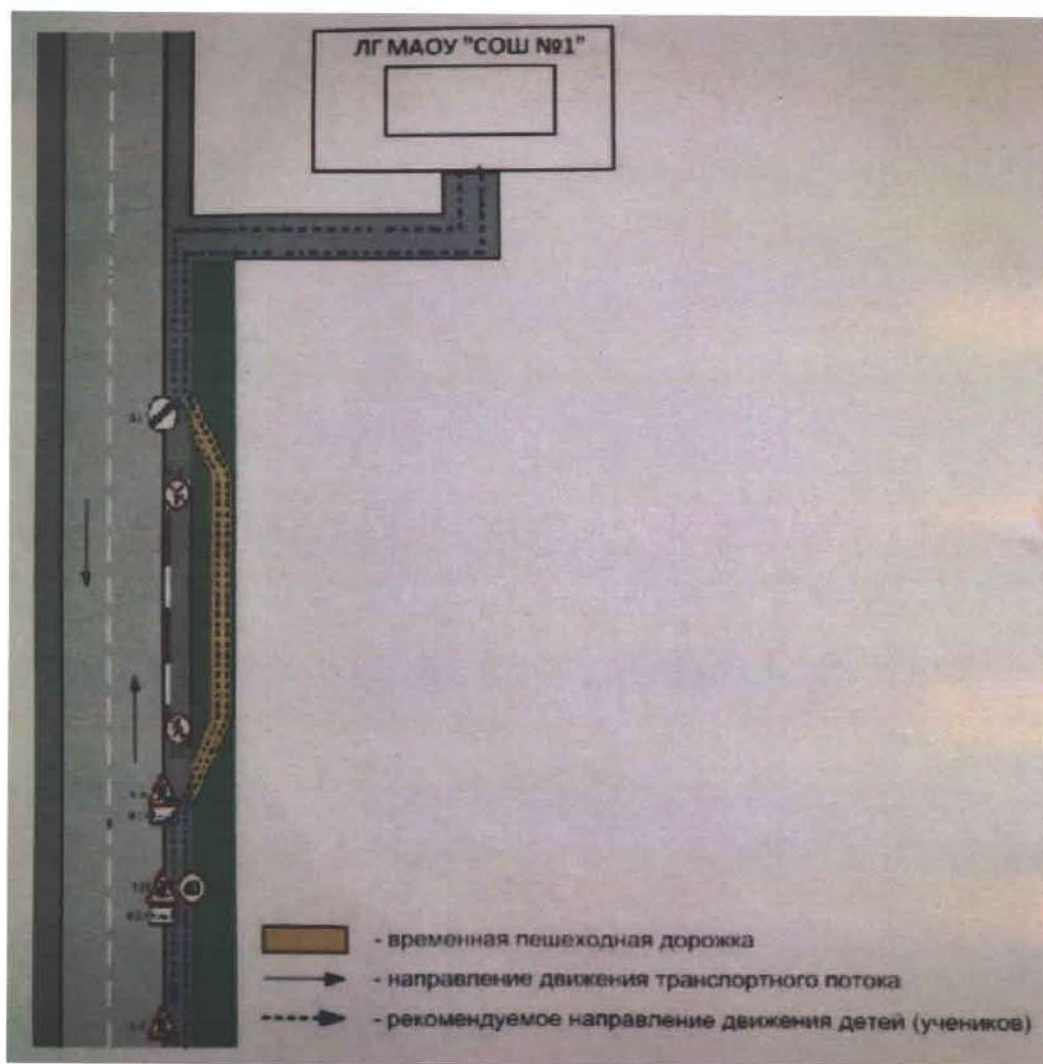 ЛГ МАОУ "СОШ №1"
- временная пешеходная дорожка
- направление движения транспортного потока
- рекомендуемое направление движения детей (учеников)